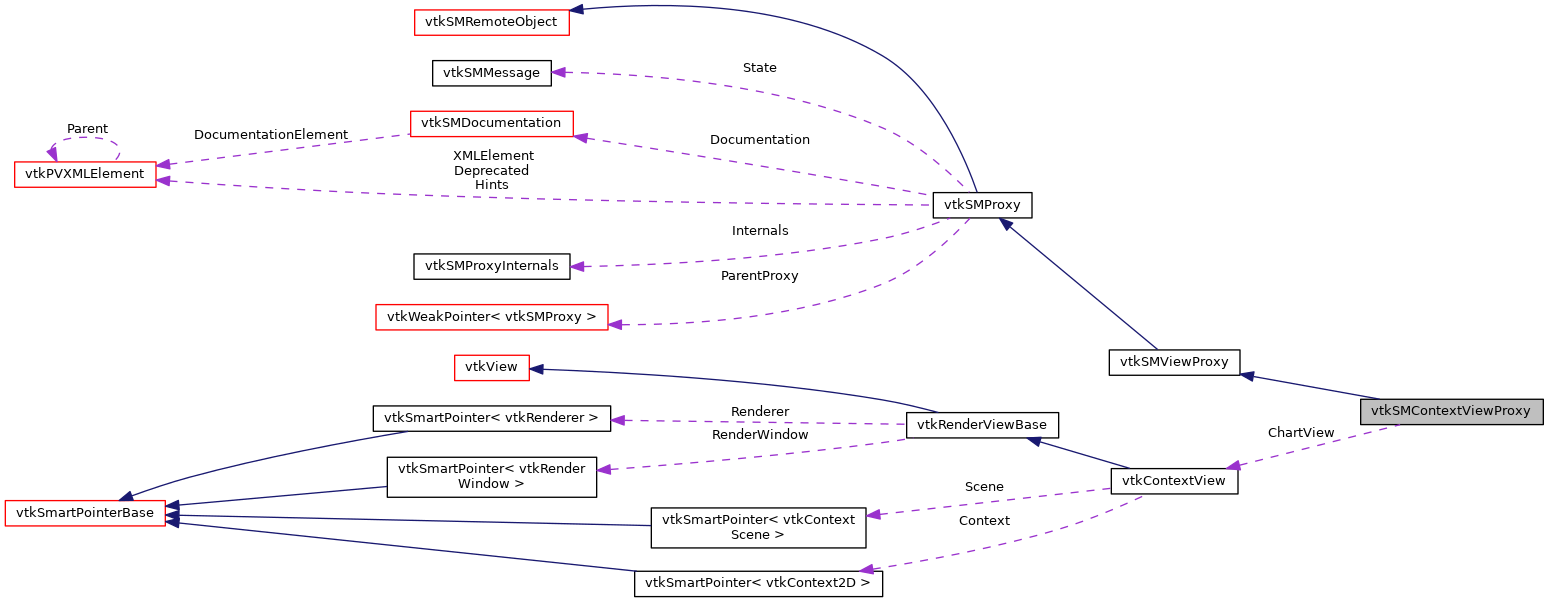 vtkSMRemoteObject
State
vtkSMMessage
vtkSMDocumentation
Parent
DocumentationElement
Documentation
XMLElement
Deprecated
Hints
vtkPVXMLElement
vtkSMProxy
Internals
vtkSMProxyInternals
ParentProxy
vtkWeakPointer< vtkSMProxy >
vtkView
vtkSMViewProxy
vtkSMContextViewProxy
Renderer
vtkSmartPointer< vtkRenderer >
vtkRenderViewBase
RenderWindow
ChartView
vtkSmartPointer< vtkRender
Window >
vtkContextView
Scene
vtkSmartPointerBase
vtkSmartPointer< vtkContext
Scene >
Context
vtkSmartPointer< vtkContext2D >